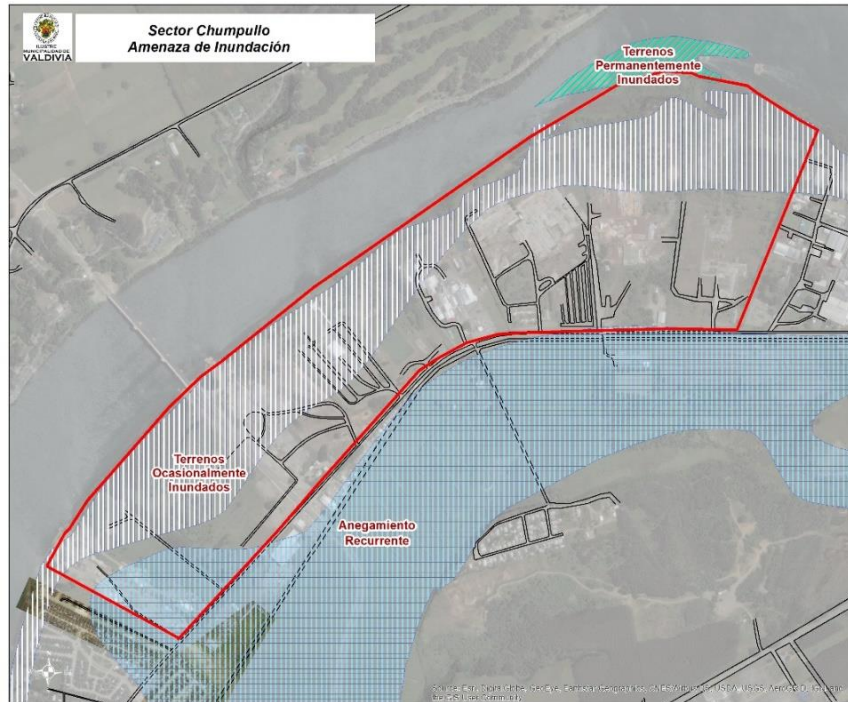 ILUSTRE
MUNICIPALIDAD DE
VALDIVIA
Sector Chumpullo
Amenaza de Inundación
Terrenos
Permanentemente
Inundados
Terrenos
Ocasionalmente
Inundados
Anegamiento
Recurrente